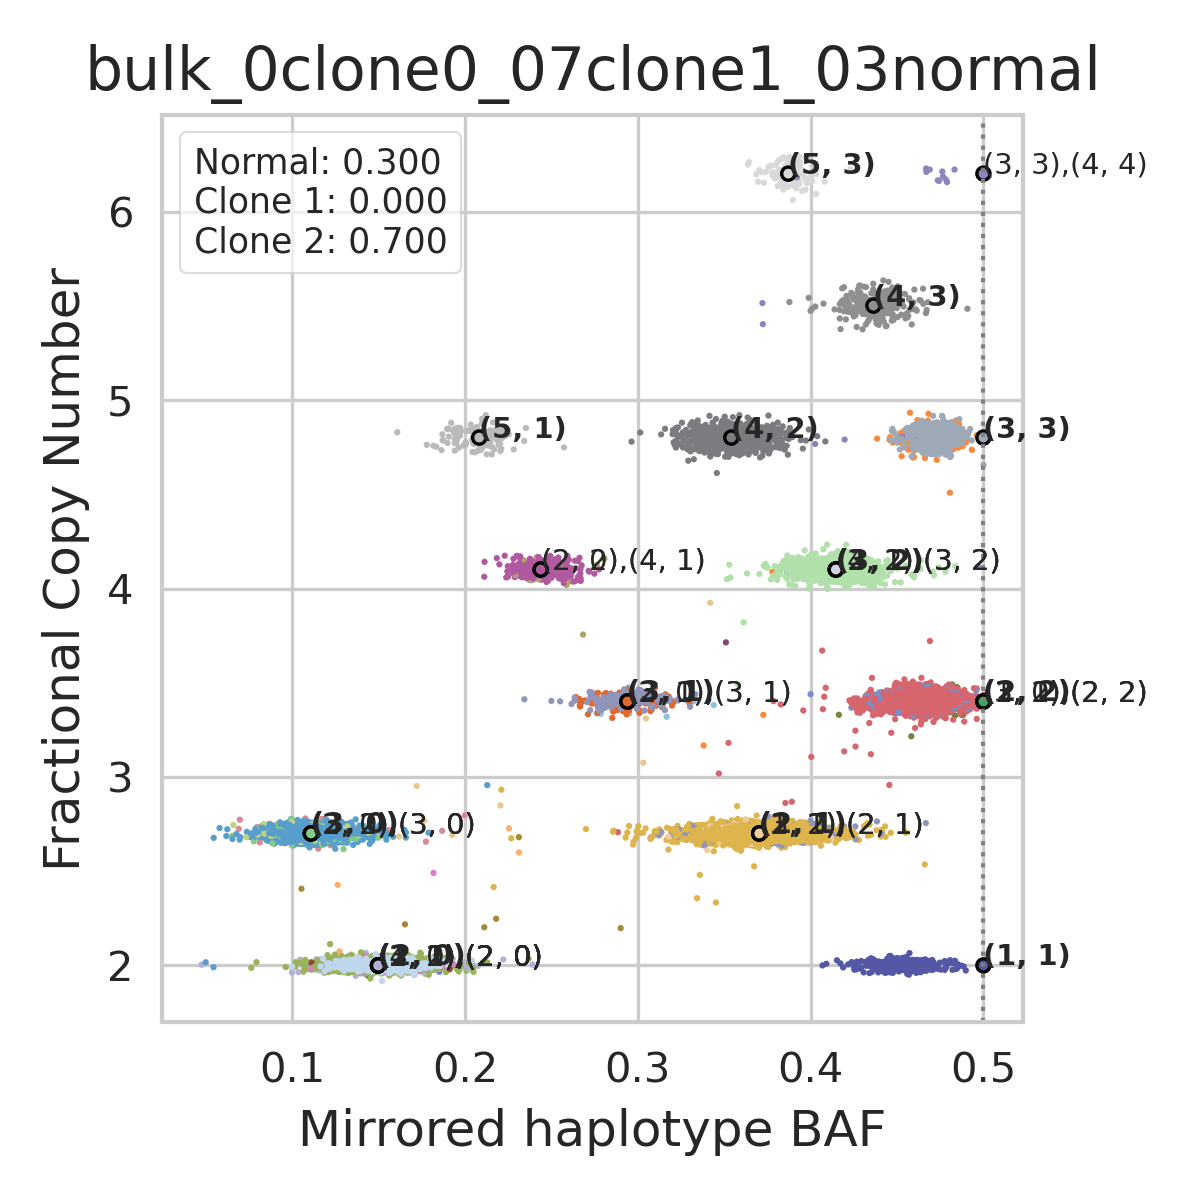 bulk_0clone0_07clone1_03normal
Normal: 0.300
Clone 1: 0.000
Clone 2: 0.700
(5, 3)
(3, 3),(4, 4)
6
(4, 3)
5
(5, 1)
(4, 2)
(3, 3)
(2, 2),(4, 1)
(3, 2)
4
(3, 1)
(2, 2)
3
(3, 0)
(2, 1)
(2, 0)
(1, 1)
2
0.1
0.2
0.3
0.4
0.5
Mirrored haplotype BAF
Fractional Copy Number